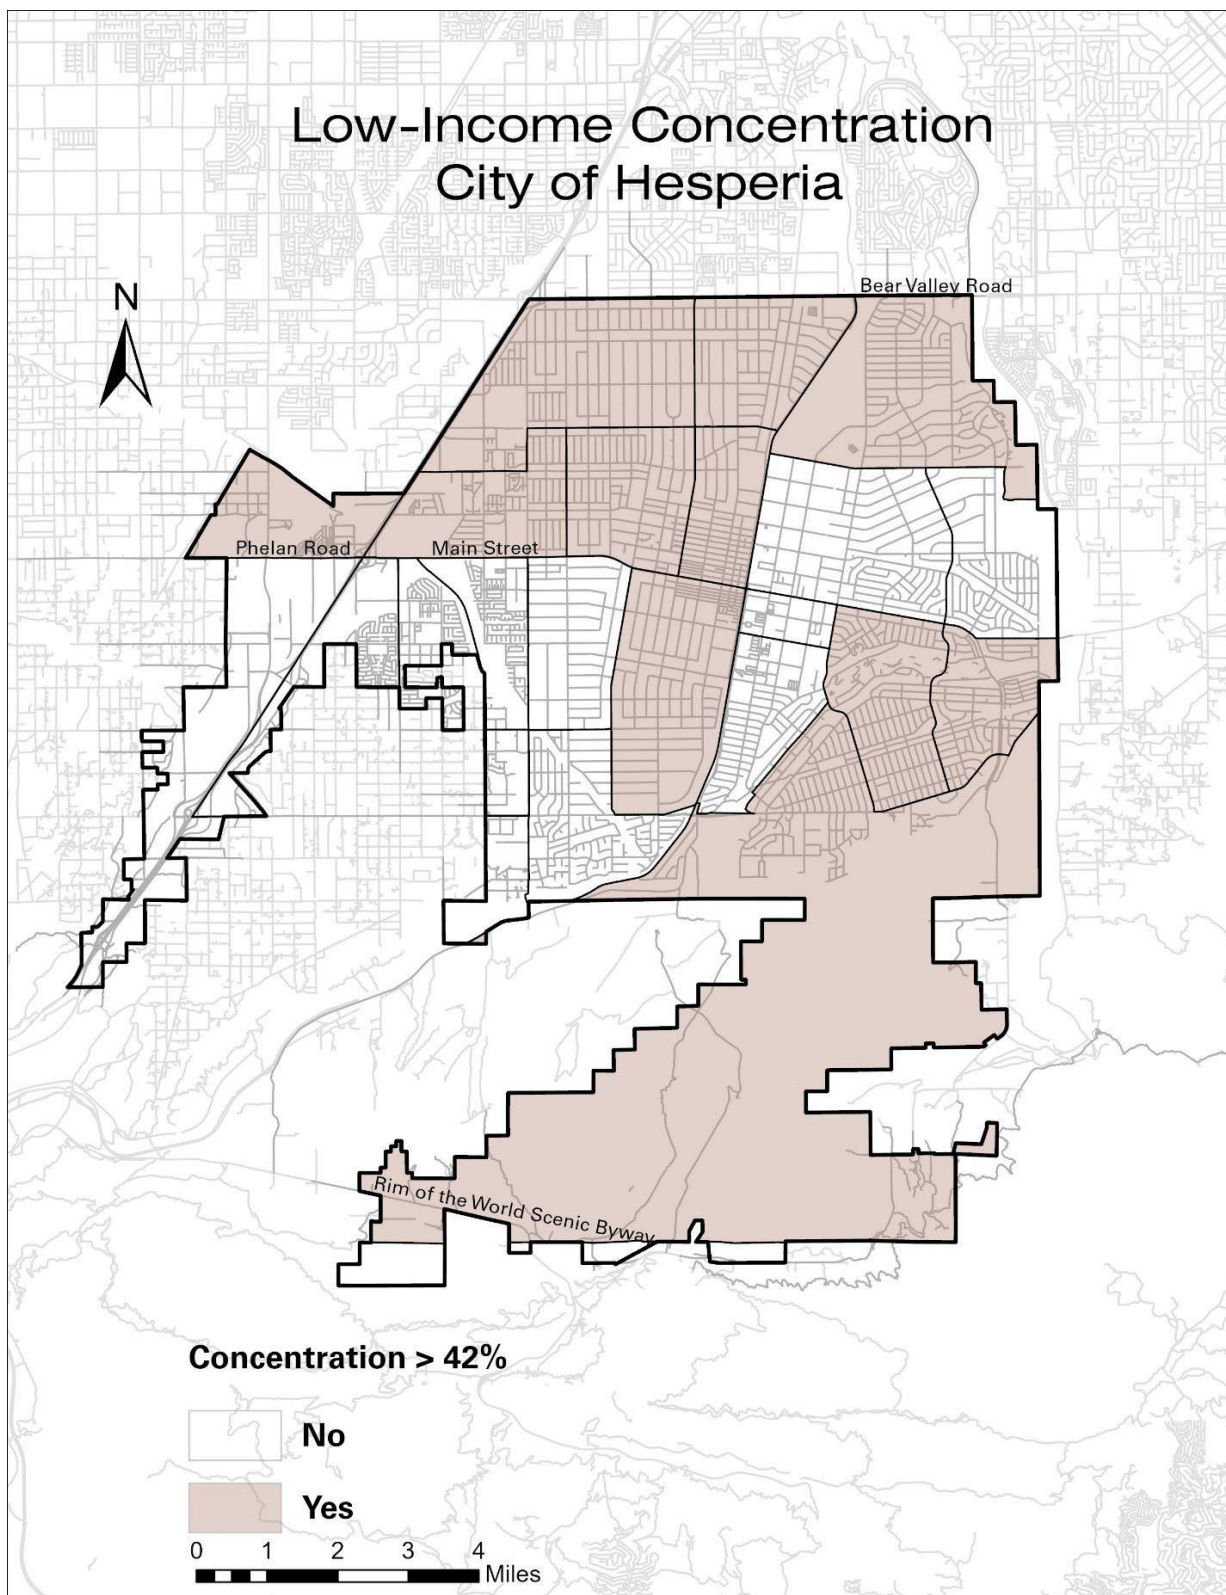 Low-Income Concentration
City of Hesperia
Bear Valley Road
N
Phelan Road
Main Street
Rim of the World Scenic Byway
Concentration > 42%
No
Yes
0 1 2 3 4
Miles